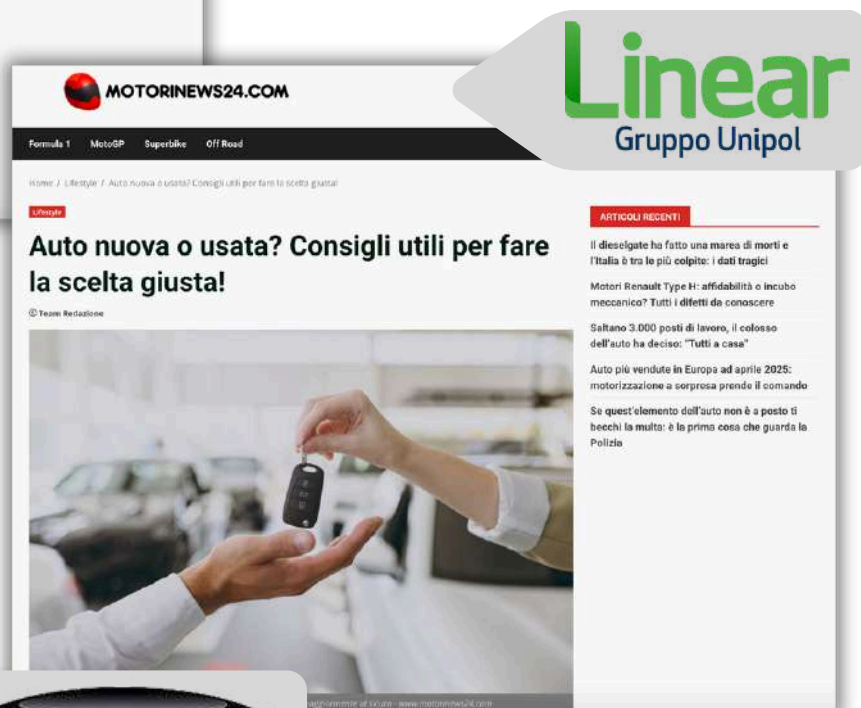 Linear
Gruppo Unipol
MOTORINEWS24.COM
Formula 1 MotoGP Superbike Off Road
Home / Lifestyle / Auto nuova o usata? Consigli utili per fare la scelta giusta!
Lifestyle
Auto nuova o usata? Consigli utili per fare
la scelta giusta!
Team Redazione
ARTICOLI RECENTI
Il dieselgate ha fatto una marea di morti e
l'Italia è tra le più colpite: i dati tragici
Motori Renault Type H: affidabilità o incubo
meccanico? Tutti i difetti da conoscere
Saltano 3.000 posti di lavoro, il colosso
dell'auto ha deciso: "Tutti a casa"
Auto più vendute in Europa ad aprile 2025:
motorizzazione a sorpresa prende il comando
Se quest'elemento dell'auto non è a posto ti
becchi la multa: è la prima cosa che guarda la
Polizia
al sicuro - www.motorinews24.com